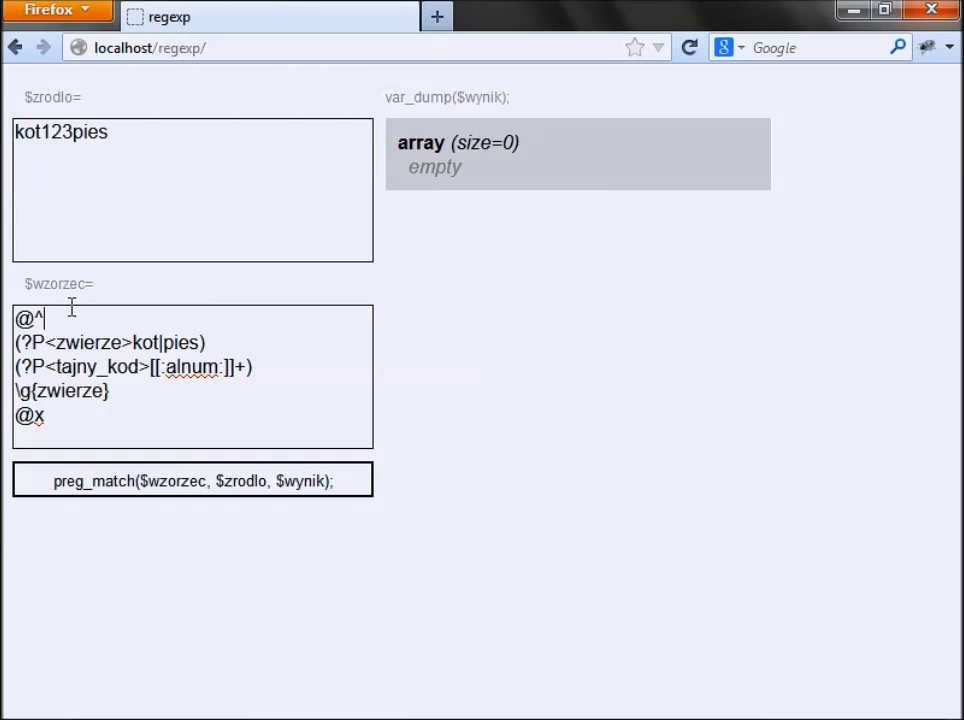 Firefox
regexp
localhost/regexp/
Google
$zrodlo=
kot123pies
var_dump($wynik);
array (size=0)
empty
$wzorzec=
@^
(?P<zwierze>kot|pies)
(?P<tajny_kod>[[:alnum:]]+)
\g{zwierze}
@x
preg_match($wzorzec, $zrodlo, $wynik);